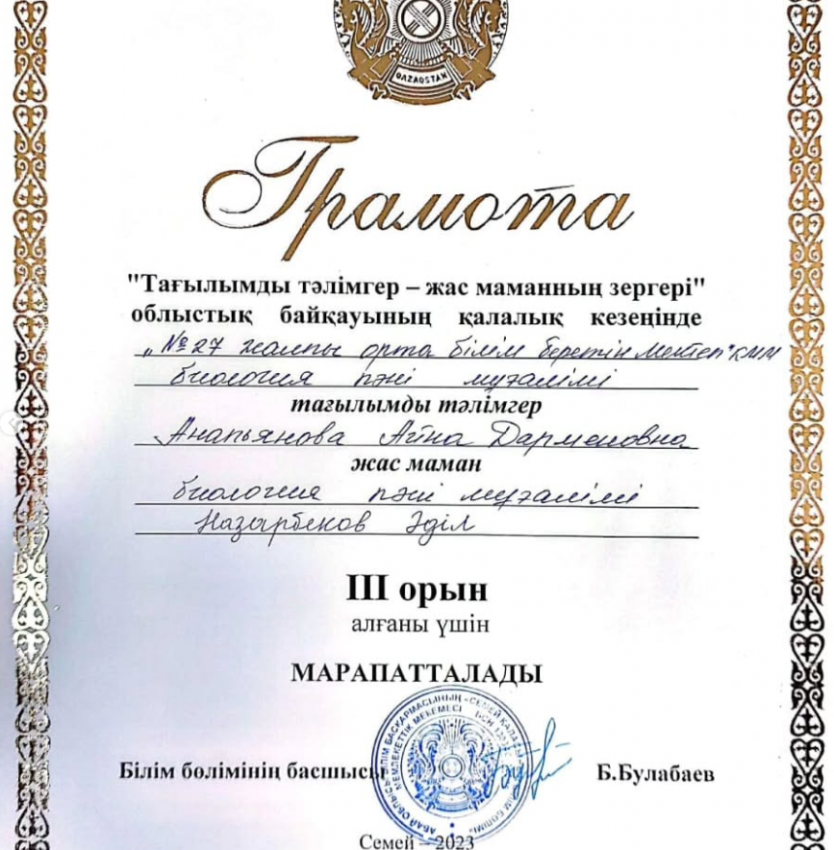 QAZAQSTAN
Грамота
"Тағылымды тәлімгер – жас маманның зергері"
облыстық байқауының қалалық кезеңінде
„№27 жалпы орта білім беретін мектеп" КММ
биология пәні мұғалімі
тағылымды тәлімгер
Анапьянова Айна Дарменовна
жас маман
биология пәні мұғалімі
Назырбеков Әділ
III орын
алғаны үшін
МАРАПАТТАЛАДЫ
Білім бөлімінің басшысы Б.Булабаев
Семей – 2023